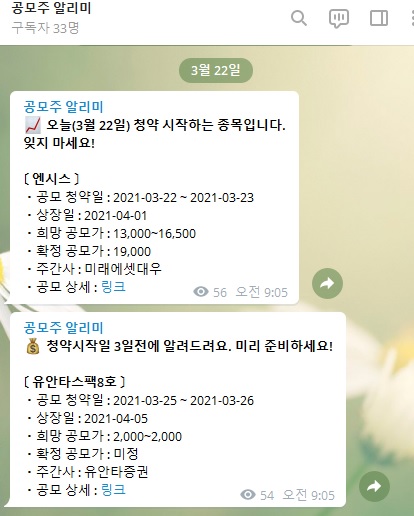 공모주 알리미
구독자 33명
3월 22일
공모주 알리미
📈 오늘(3월 22일) 청약 시작하는 종목입니다.
잊지 마세요!
[ 엔시스 ]
· 공모 청약일 : 2021-03-22 ~ 2021-03-23
· 상장일 : 2021-04-01
· 희망 공모가 : 13,000~16,500
· 확정 공모가 : 19,000
· 주간사 : 미래에셋대우
· 공모 상세 : 링크
56 오전 9:05
공모주 알리미
💰 청약시작일 3일전에 알려드려요. 미리 준비하세요!
[ 유안타스팩8호 ]
· 공모 청약일 : 2021-03-25 ~ 2021-03-26
· 상장일 : 2021-04-05
· 희망 공모가 : 2,000~2,000
· 확정 공모가 : 미정
· 주간사 : 유안타증권
· 공모 상세 : 링크
54 오전 9:05